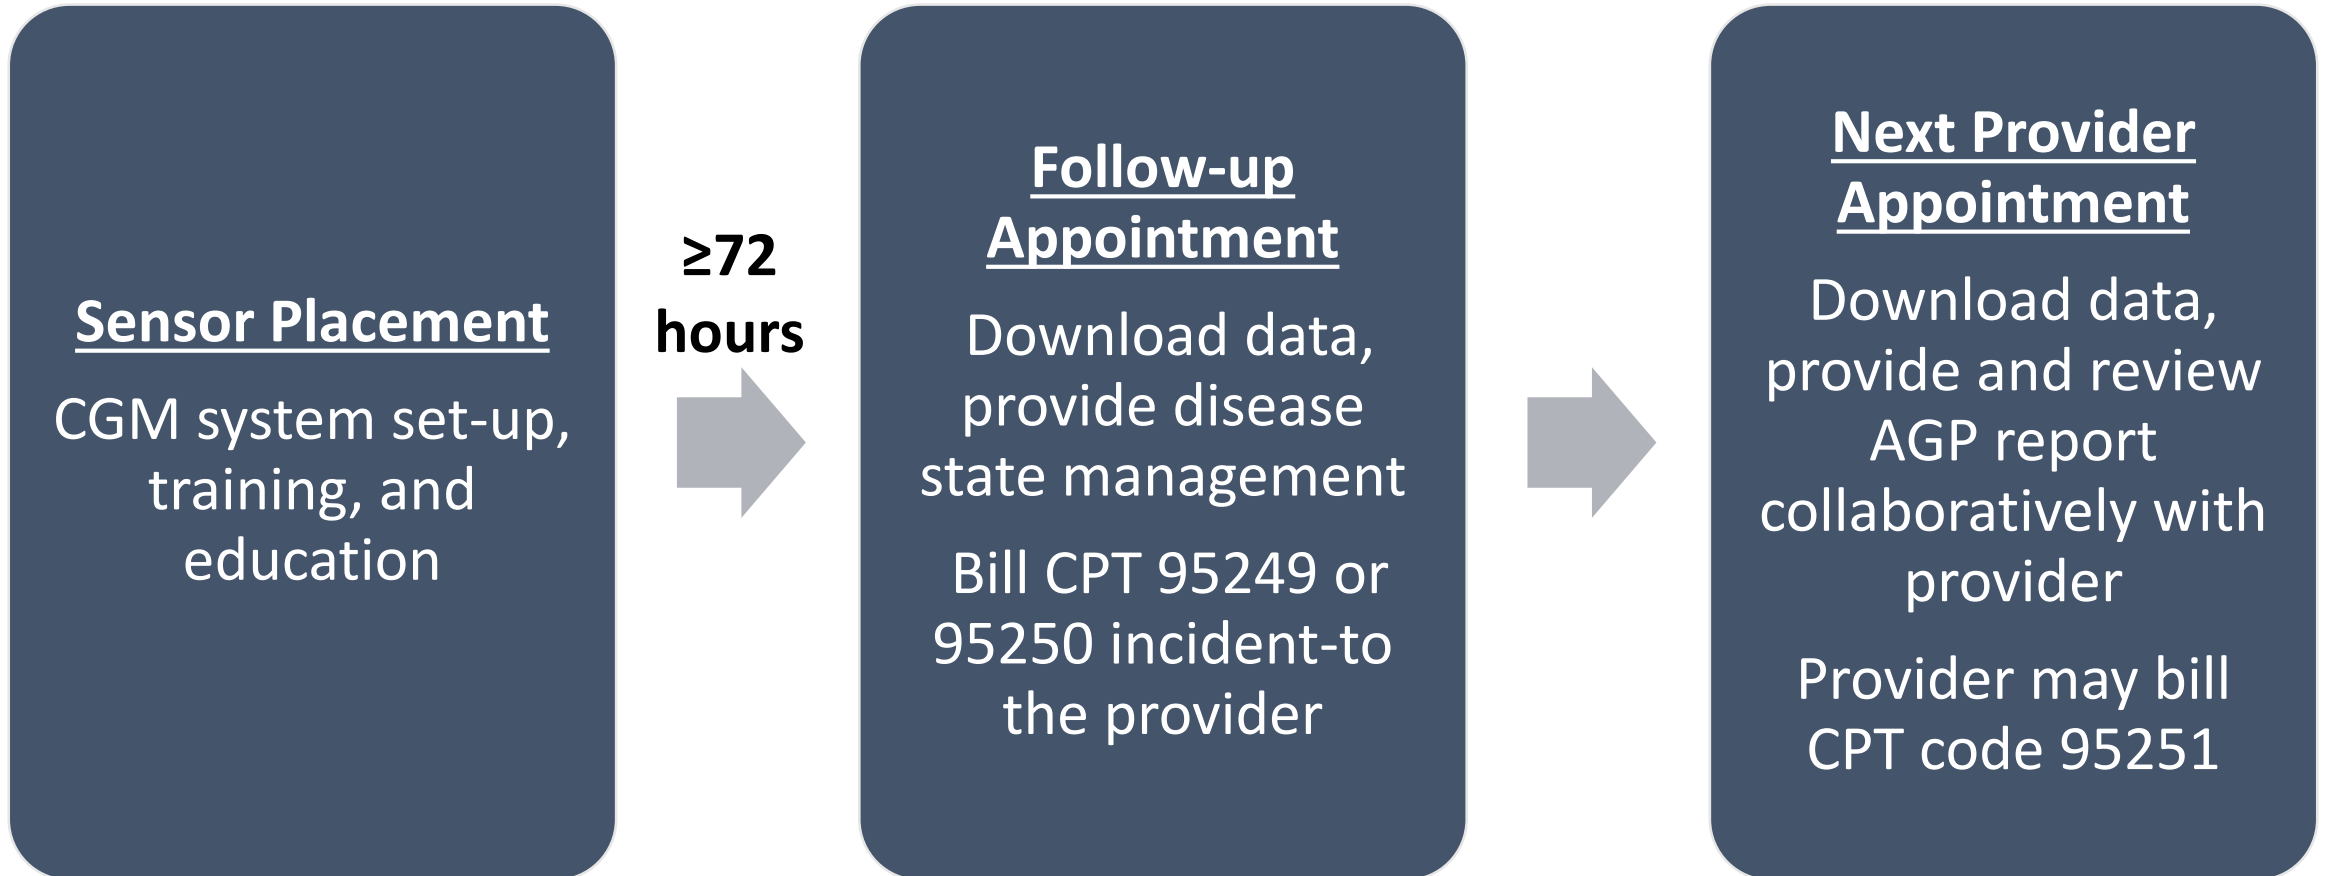 Sensor Placement
CGM system set-up,
training, and
education
≥72
hours
Follow-up
Appointment
Download data,
provide disease
state management
Bill CPT 95249 or
95250 incident-to
the provider
Next Provider
Appointment
Download data,
provide and review
AGP report
collaboratively with
provider
Provider may bill
CPT code 95251